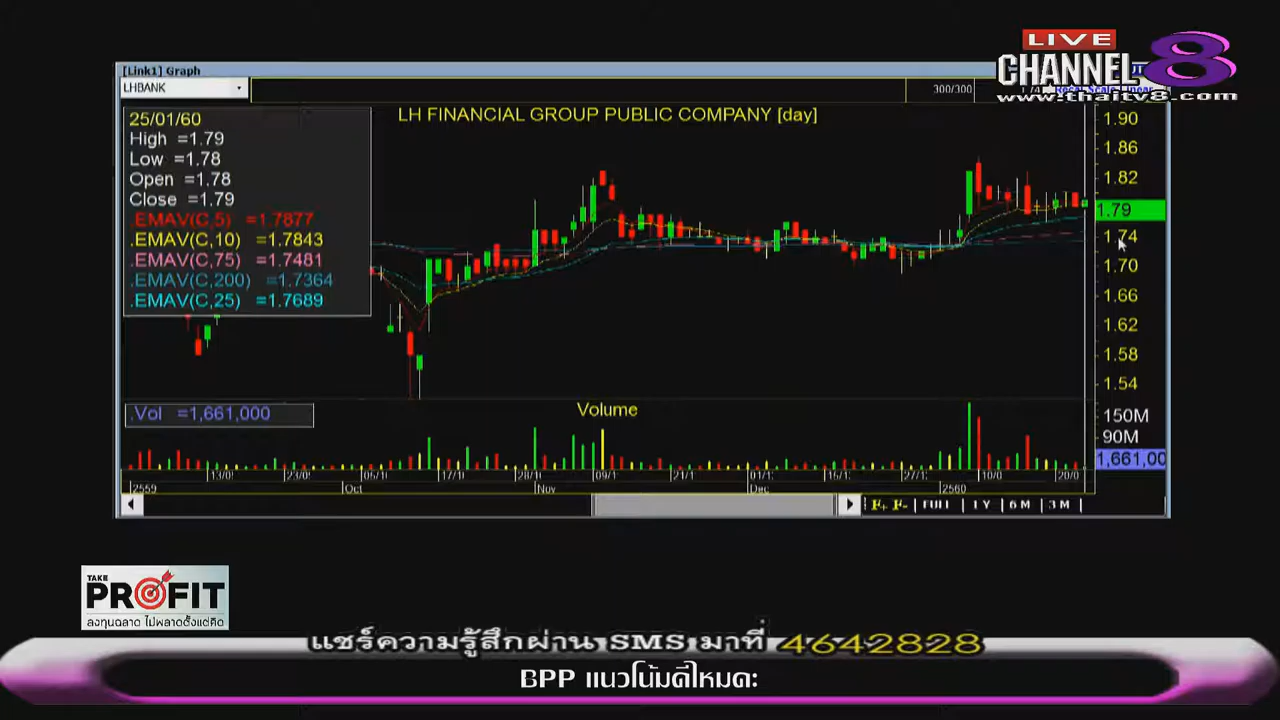 LIVE
CHANNEL 8
www.thaitv8.com
[Link1] Graph
LHBANK
300/300
LH FINANCIAL GROUP PUBLIC COMPANY [day]
25/01/60
High =1.79
Low =1.78
Open =1.78
Close =1.79
.EMAV(C,5) =1.7877
.EMAV(C,10) =1.7843
.EMAV(C,75) =1.7481
.EMAV(C,200) =1.7364
.EMAV(C,25) =1.7689
1.90
1.86
1.82
1.79
1.74
1.70
1.66
1.62
1.58
1.54
.Vol =1,661,000
Volume
150M
90M
1,661,00
2559 Oct Nov Dec 2560
F+ F- FULL 1 Y 6 M 3 M
TAKE
PROFIT
ลงทุนฉลาด ไม่พลาดตั้งแต่คิด
แชร์ความรู้สึกผ่าน SMS มาที่ 4642828
BPP แนวโน้มดีไหมคะ